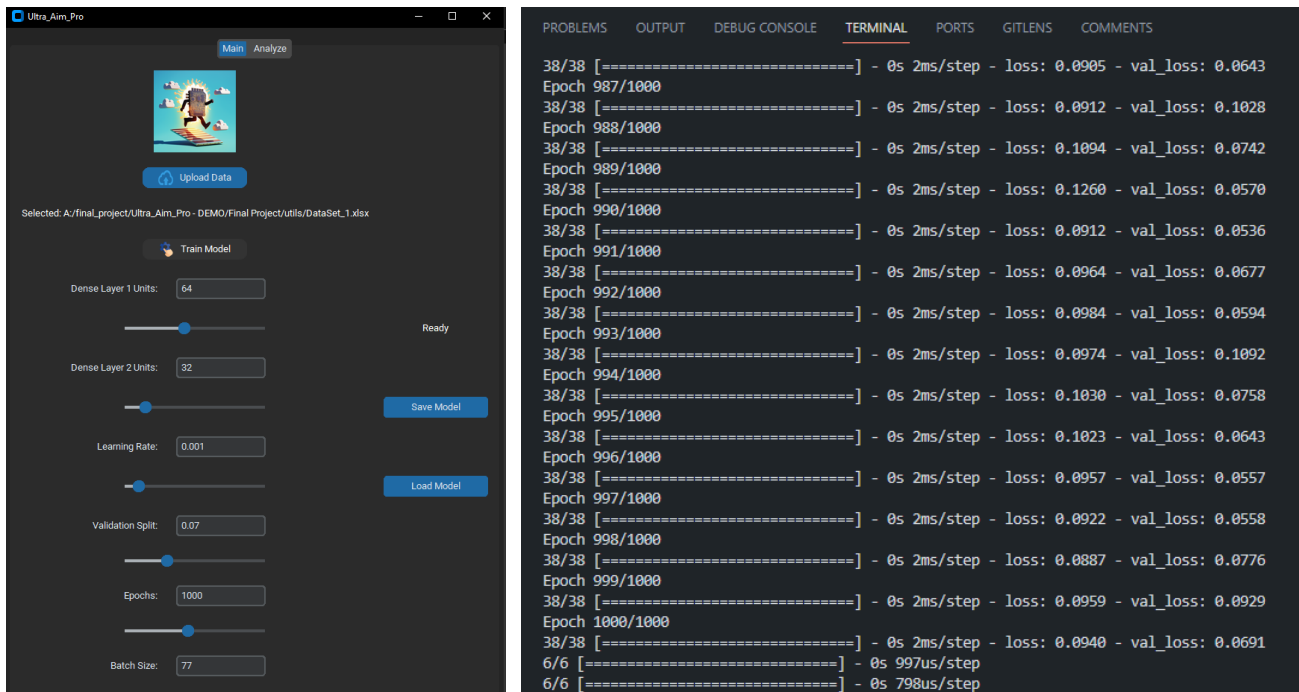 Ultra_Aim_Pro
Main Analyze
Upload Data
Selected: A:/final_project/Ultra_Aim_Pro - DEMO/Final Project/utils/DataSet_1.xlsx
Train Model
Dense Layer 1 Units: 64
Ready
Dense Layer 2 Units: 32
Save Model
Learning Rate: 0.001
Load Model
Validation Split: 0.07
Epochs: 1000
Batch Size: 77
PROBLEMS OUTPUT DEBUG CONSOLE TERMINAL PORTS GITLENS COMMENTS
38/38 [==============================] - 0s 2ms/step - loss: 0.0905 - val_loss: 0.0643
Epoch 987/1000
38/38 [==============================] - 0s 2ms/step - loss: 0.0912 - val_loss: 0.1028
Epoch 988/1000
38/38 [==============================] - 0s 2ms/step - loss: 0.1094 - val_loss: 0.0742
Epoch 989/1000
38/38 [==============================] - 0s 2ms/step - loss: 0.1260 - val_loss: 0.0570
Epoch 990/1000
38/38 [==============================] - 0s 2ms/step - loss: 0.0912 - val_loss: 0.0536
Epoch 991/1000
38/38 [==============================] - 0s 2ms/step - loss: 0.0964 - val_loss: 0.0677
Epoch 992/1000
38/38 [==============================] - 0s 2ms/step - loss: 0.0984 - val_loss: 0.0594
Epoch 993/1000
38/38 [==============================] - 0s 2ms/step - loss: 0.0974 - val_loss: 0.1092
Epoch 994/1000
38/38 [==============================] - 0s 2ms/step - loss: 0.1030 - val_loss: 0.0758
Epoch 995/1000
38/38 [==============================] - 0s 2ms/step - loss: 0.1023 - val_loss: 0.0643
Epoch 996/1000
38/38 [==============================] - 0s 2ms/step - loss: 0.0957 - val_loss: 0.0557
Epoch 997/1000
38/38 [==============================] - 0s 2ms/step - loss: 0.0922 - val_loss: 0.0558
Epoch 998/1000
38/38 [==============================] - 0s 2ms/step - loss: 0.0887 - val_loss: 0.0776
Epoch 999/1000
38/38 [==============================] - 0s 2ms/step - loss: 0.0959 - val_loss: 0.0929
Epoch 1000/1000
38/38 [==============================] - 0s 2ms/step - loss: 0.0940 - val_loss: 0.0691
6/6 [==============================] - 0s 997us/step
6/6 [==============================] - 0s 798us/step